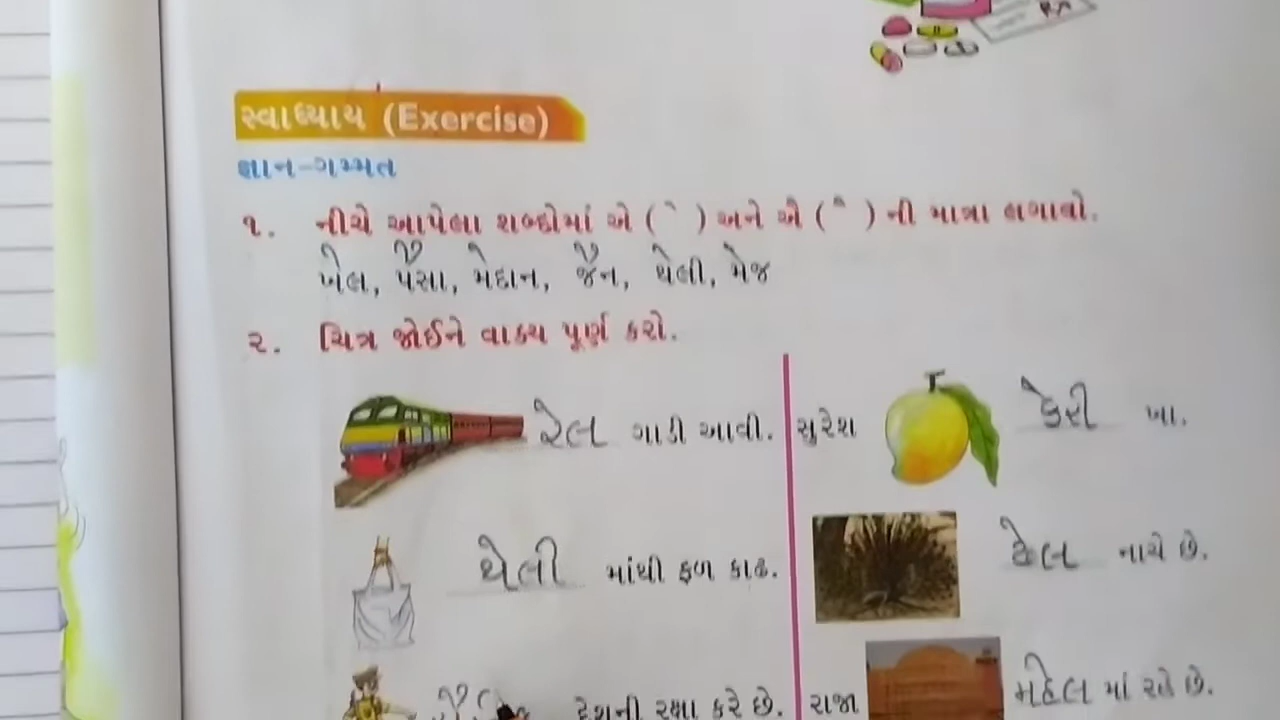 સ્વાધ્યાય (Exercise)
જ્ઞાન-ગમ્મત
૧. નીચે આપેલા શબ્દોમાં એ ( ે ) અને ઐ ( ૈ ) ની માત્રા લગાવો.
ખેલ, પૈસા, મેદાન, જૈન, થેલી, મેજ
૨. ચિત્ર જોઈને વાક્ય પૂર્ણ કરો.
રેલ ગાડી આવી.
સુરેશ કેરી ખા.
થેલી માંથી ફળ કાઢ.
ઢેલ નાચે છે.
દેશની રક્ષા કરે છે.
રાજા મહેલ માં રહે છે.